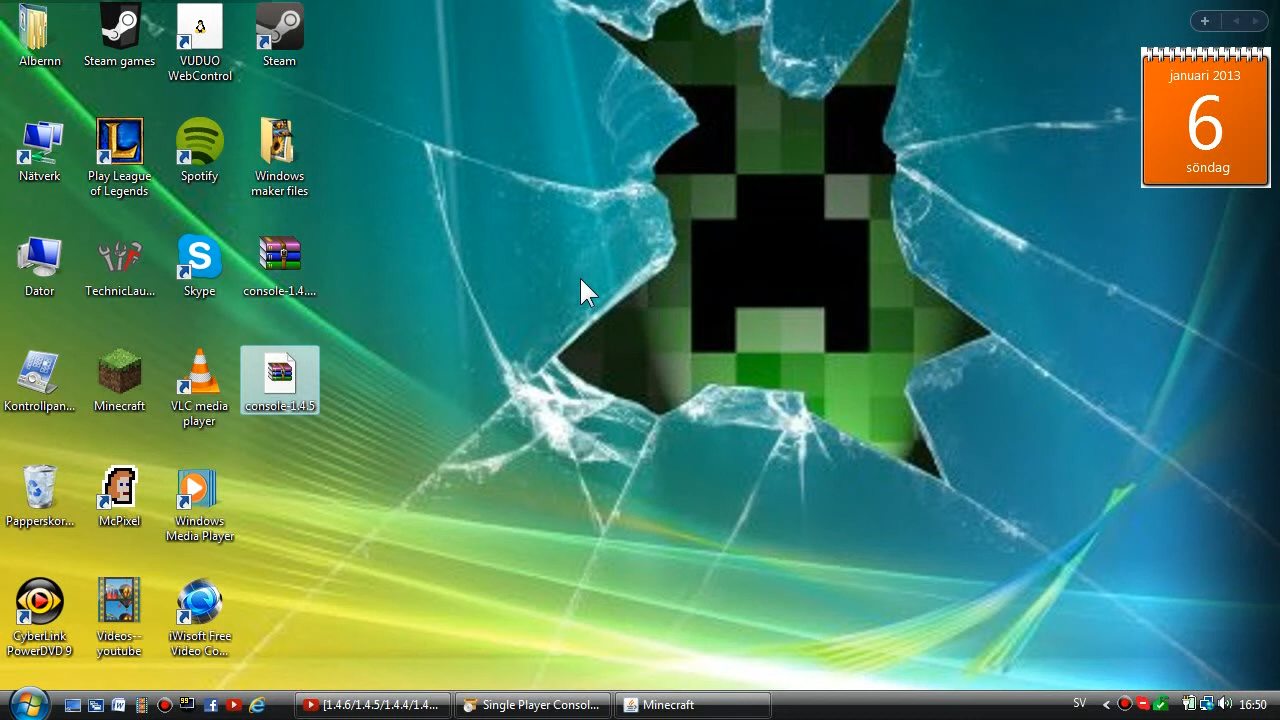 Albernn
Steam games
VUDUO
WebControl
Steam
januari 2013
6
söndag
Nätverk
Play League
of Legends
Spotify
Windows
maker files
Dator
TechnicLau...
Skype
console-1.4....
Kontrollpan...
Minecraft
VLC media
player
console-1.4.5
Papperskor...
McPixel
Windows
Media Player
CyberLink
PowerDVD 9
Videos--
youtube
iWisoft Free
Video Co...
[1.4.6/1.4.5/1.4.4/1.4...
Single Player Consol...
Minecraft
SV
16:50